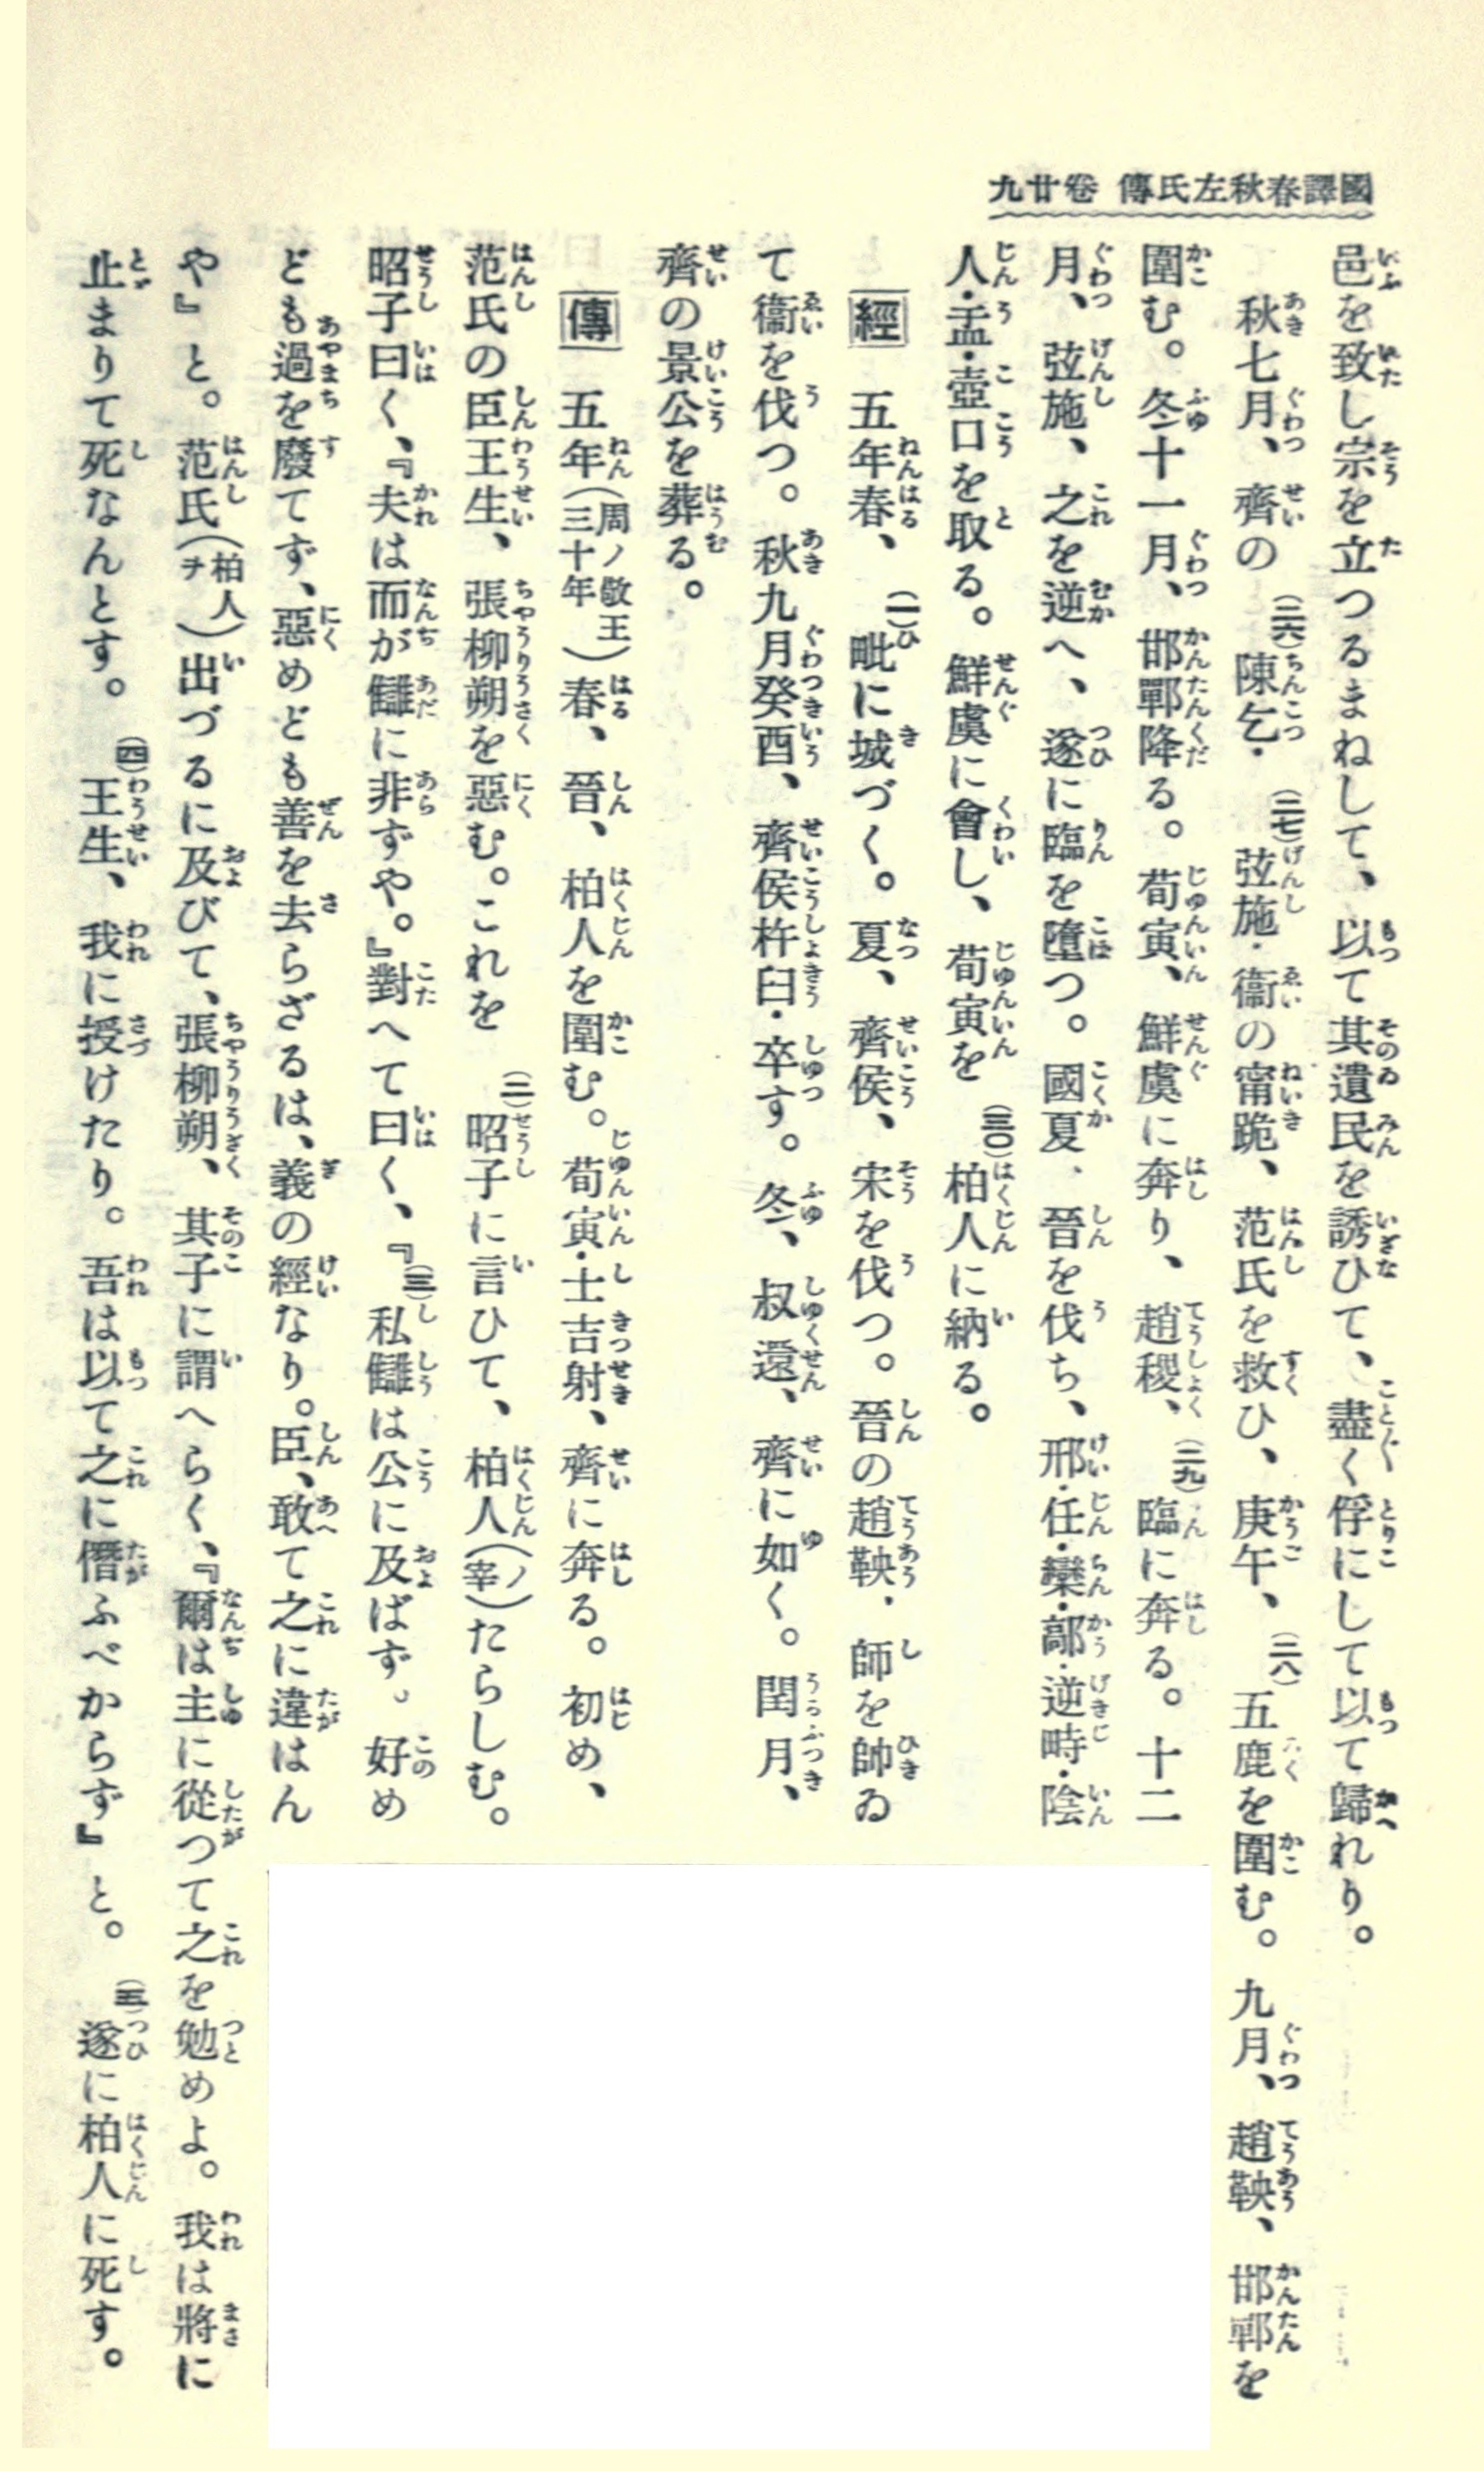 國譯春秋左氏傳 卷廿九
邑を致し宗を立つるまねして、以て其遺民を誘ひて、盡く俘にして以て歸れり。
秋七月、齊の(二六)陳乞・(二七)弦施・衞の甯跪、范氏を救ひ、庚午、(二八)五鹿を圍む。九月、趙鞅、邯鄲を
圍む。冬十一月、邯鄲降る。荀寅、鮮虞に奔り、趙稷、(二九)臨に奔る。十二
月、弦施、之を逆へ、遂に臨を墮つ。國夏、晉を伐ち、邢・任・欒・鄗・逆畤・陰
人・盂・壺口を取る。鮮虞に會し、荀寅を(三〇)柏人に納る。
經 五年春、(一)毗に城づく。夏、齊侯、宋を伐つ。晉の趙鞅、師を帥ゐ
て衞を伐つ。秋九月癸酉、齊侯杵臼・卒す。冬、叔還、齊に如く。閏月、
齊の景公を葬る。
傳 五年(周ノ敬王三十年)春、晉、柏人を圍む。荀寅・士吉射、齊に奔る。初め、
范氏の臣王生、張柳朔を惡む。これを(二)昭子に言ひて、柏人(ノ宰)たらしむ。
昭子曰く、『夫は而が讎に非ずや。』對へて曰く、『(三)私讎は公に及ばず。好め
ども過を廢てず、惡めども善を去らざるは、義の經なり。臣、敢て之に違はん
や』と。范氏(柏人ヲ)出づるに及びて、張柳朔、其子に謂へらく、『爾は主に從つて之を勉めよ。我は將に
止まりて死なんとす。(四)王生、我に授けたり。吾は以て之に僭ふべからず』と。(五)遂に柏人に死す。